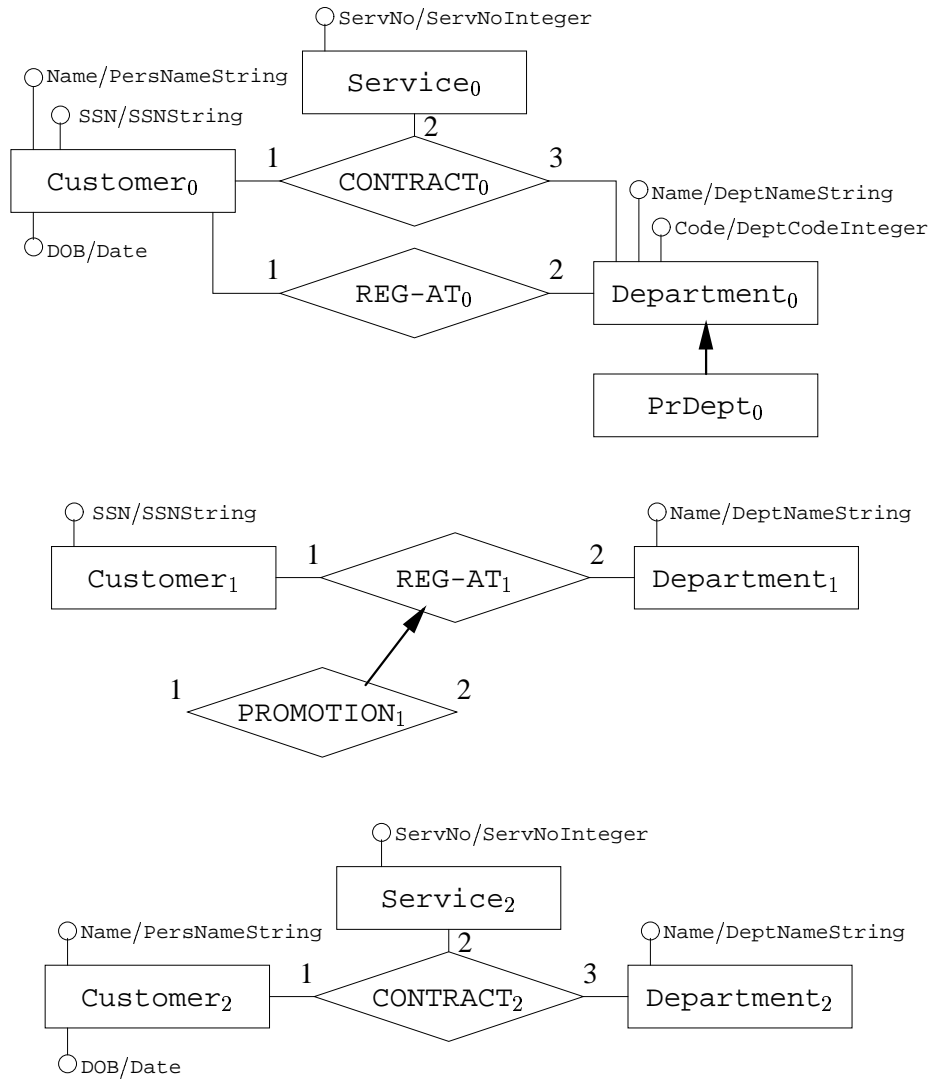 ServNo/ServNoInteger
Service₀
Name/PersNameString
SSN/SSNString
2
1
3
Customer₀
CONTRACT₀
Name/DeptNameString
Code/DeptCodeInteger
DOB/Date
1
2
REG-AT₀
Department₀
PrDept₀
SSN/SSNString
Name/DeptNameString
1
2
Customer₁
REG-AT₁
Department₁
1
2
PROMOTION₁
ServNo/ServNoInteger
Service₂
Name/PersNameString
Name/DeptNameString
2
1
3
Customer₂
CONTRACT₂
Department₂
DOB/Date